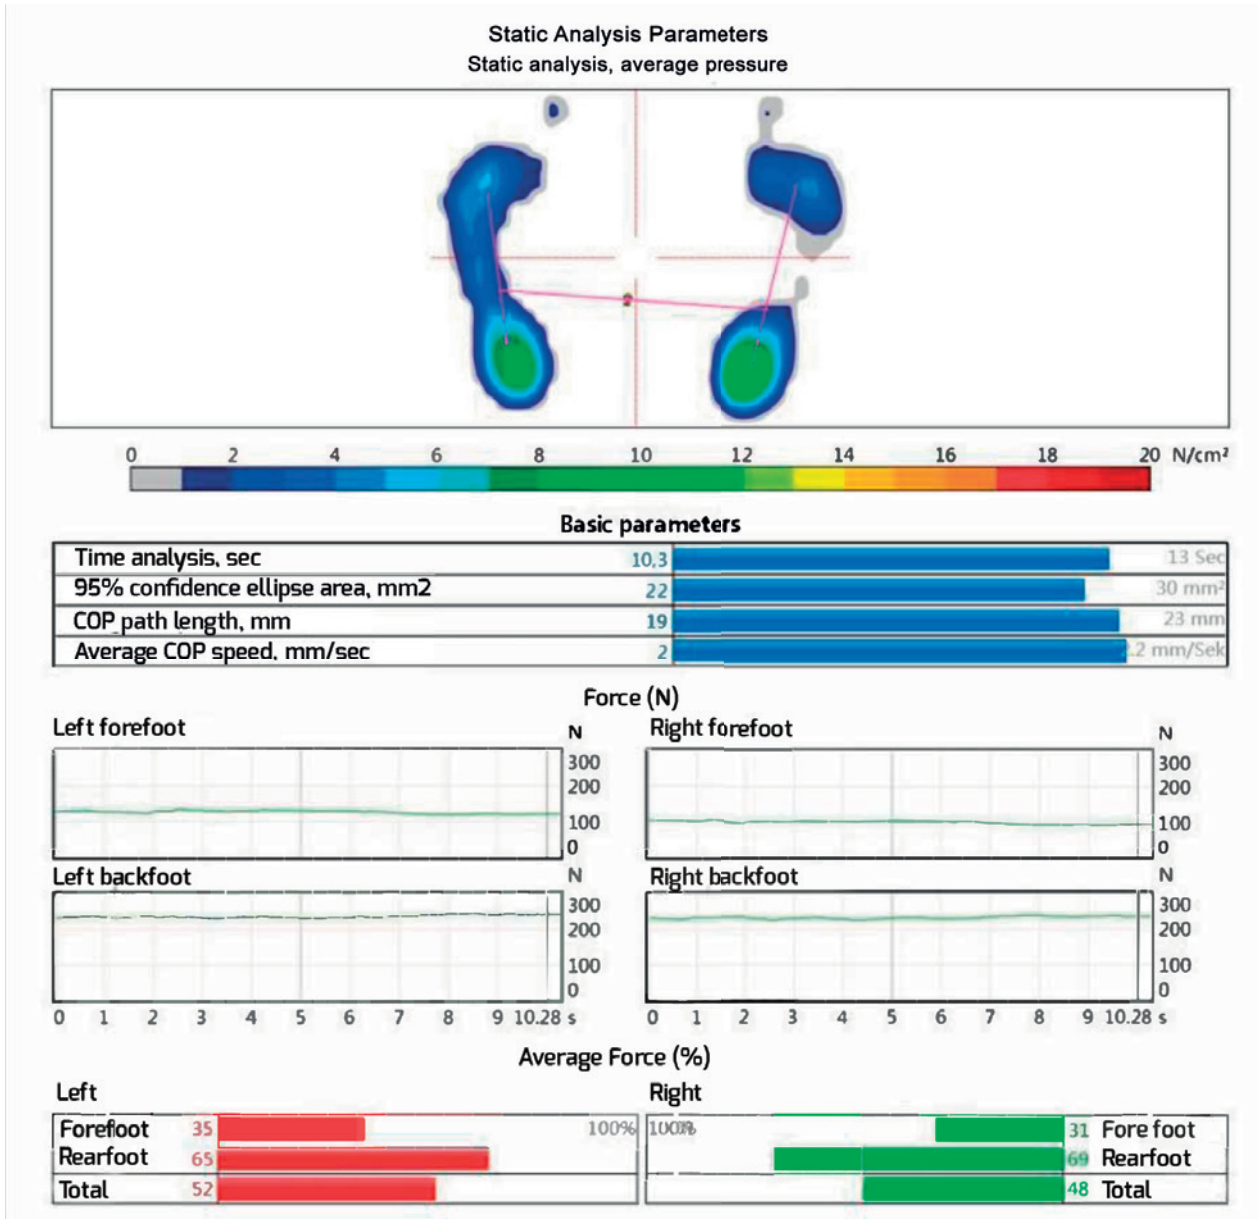 Static Analysis Parameters
Static analysis, average pressure
0 2 4 6 8 10 12 14 16 18 20 N/cm²
Basic parameters
Time analysis, sec 10,3 13 Sec
95% confidence ellipse area, mm2 22 30 mm²
COP path length, mm 19 23 mm
Average COP speed, mm/sec 2 .2 mm/Sek
Force (N)
Left forefoot N
300
200
100
0
Right forefoot N
300
200
100
0
Left backfoot N
300
200
100
0
0 1 2 3 4 5 6 7 8 9 10.28 s
Right backfoot N
300
200
100
0
0 1 2 3 4 5 6 7 8 9 10.28 s
Average Force (%)
Left
Forefoot 35 100%
Rearfoot 65
Total 52
Right
31 Fore foot
69 Rearfoot
48 Total